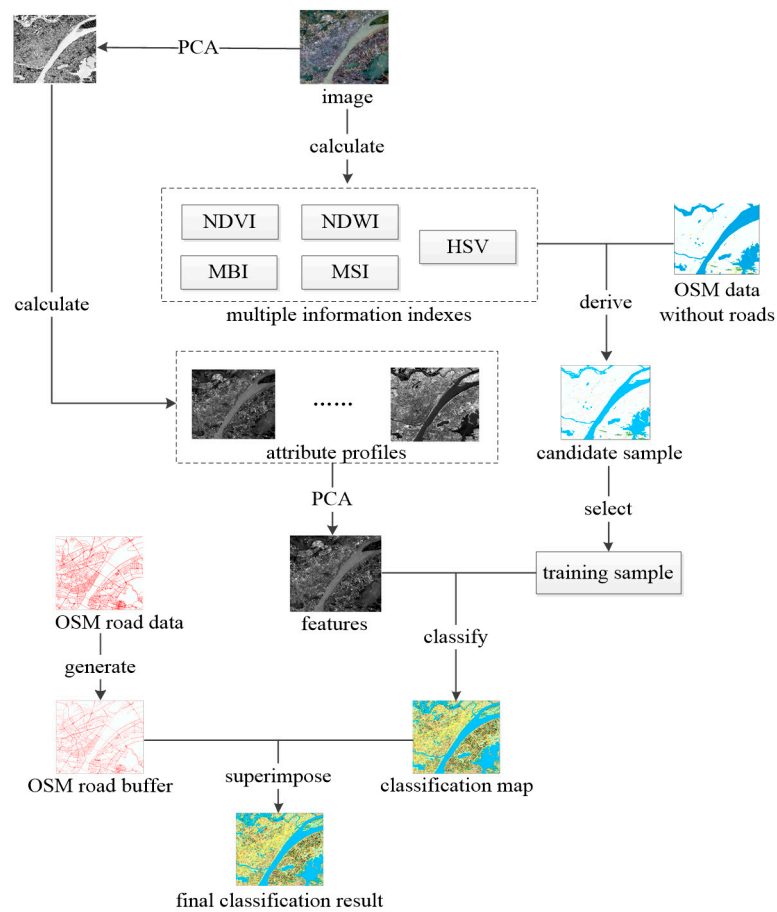 PCA
image
calculate
NDVI
NDWI
HSV
MBI
MSI
multiple information indexes
OSM data
without roads
derive
calculate
......
attribute profiles
candidate sample
PCA
select
training sample
features
OSM road data
classify
generate
OSM road buffer
superimpose
classification map
final classification result